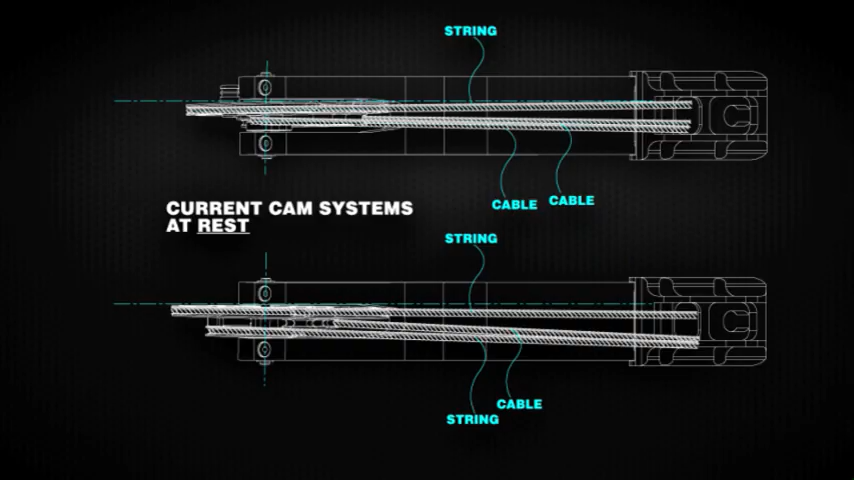 STRING
CABLE
CABLE
CURRENT CAM SYSTEMS
AT REST
STRING
CABLE
STRING